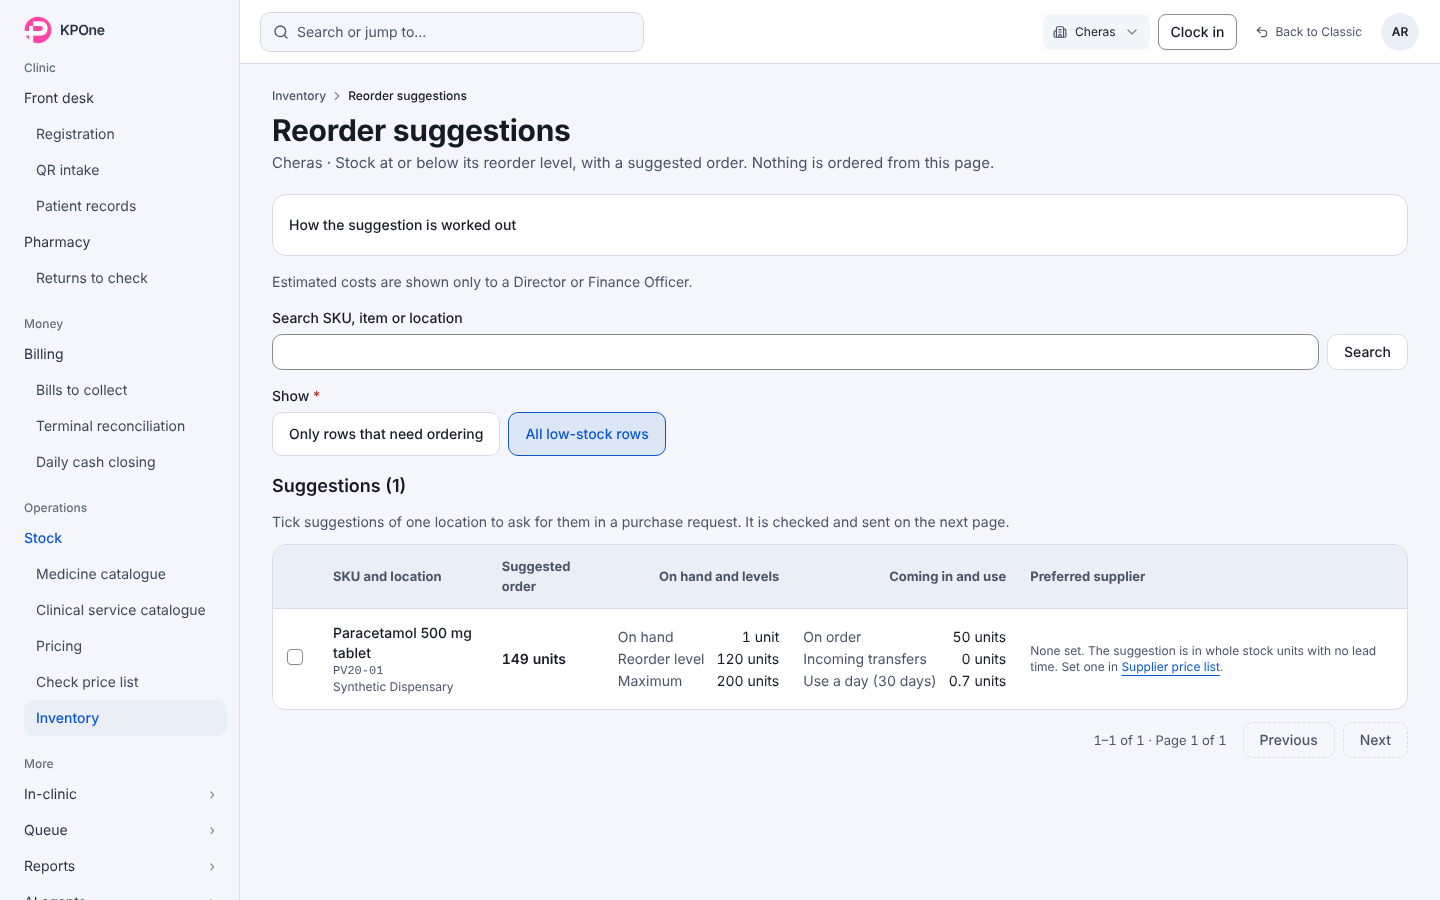 KPOne
Search or jump to...
Cheras
Clock in
Back to Classic
AR
Clinic
Front desk
Registration
QR intake
Patient records
Pharmacy
Returns to check
Money
Billing
Bills to collect
Terminal reconciliation
Daily cash closing
Operations
Stock
Medicine catalogue
Clinical service catalogue
Pricing
Check price list
Inventory
More
In-clinic
Queue
Reports
Inventory > Reorder suggestions
Reorder suggestions
Cheras · Stock at or below its reorder level, with a suggested order. Nothing is ordered from this page.
How the suggestion is worked out
Estimated costs are shown only to a Director or Finance Officer.
Search SKU, item or location
Search
Show *
Only rows that need ordering
All low-stock rows
Suggestions (1)
Tick suggestions of one location to ask for them in a purchase request. It is checked and sent on the next page.
SKU and location
Suggested
order
On hand and levels
Coming in and use
Preferred supplier
Paracetamol 500 mg
tablet
PV20-01
Synthetic Dispensary
149 units
On hand 1 unit
Reorder level 120 units
Maximum 200 units
On order 50 units
Incoming transfers 0 units
Use a day (30 days) 0.7 units
None set. The suggestion is in whole stock units with no lead
time. Set one in Supplier price list.
1–1 of 1 · Page 1 of 1
Previous
Next